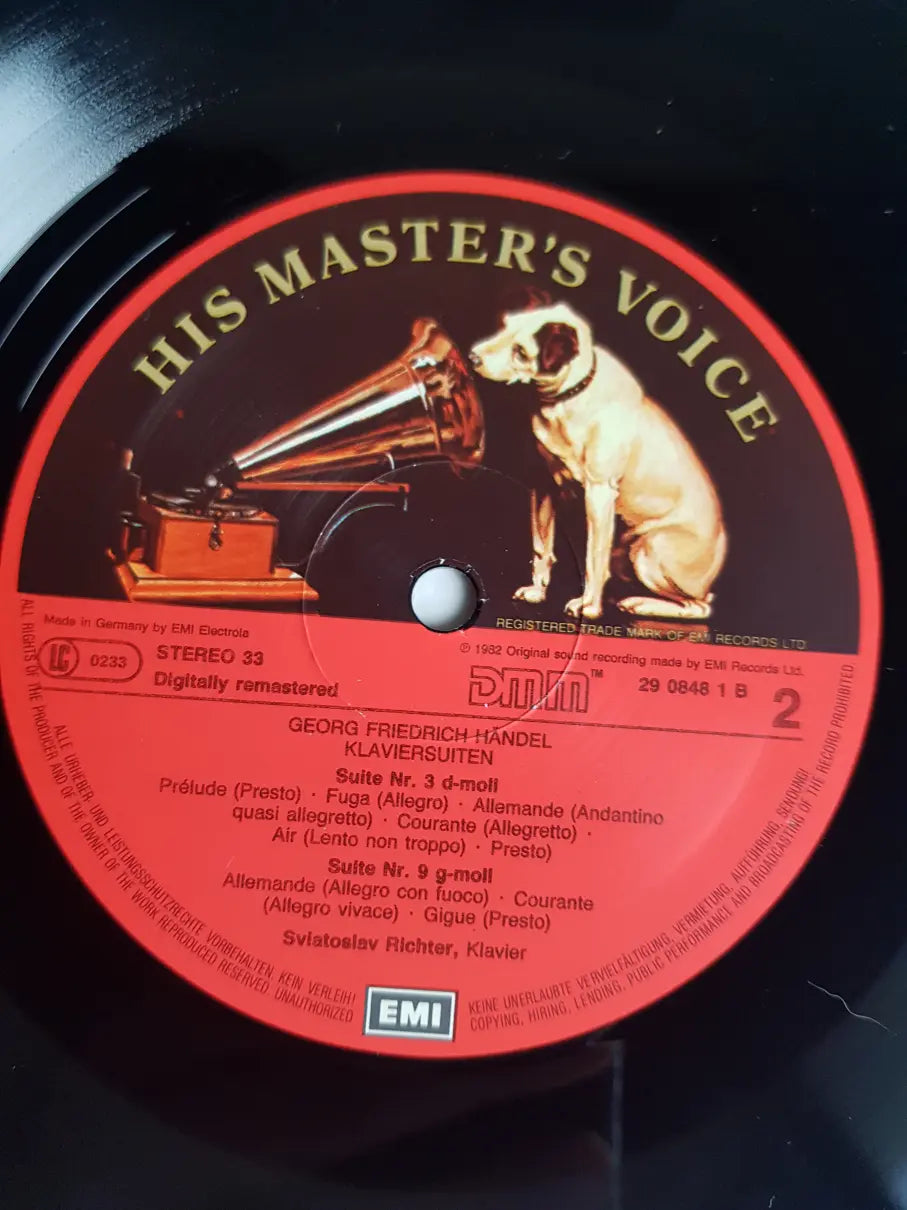 HIS MASTER'S VOICE
REGISTERED TRADE MARK OF EMI RECORDS LTD
Made in Germany by EMI Electrola
℗ 1982 Original sound recording made by EMI Records Ltd.
LC 0233
STEREO 33
Digitally remastered
DMM™
29 0848 1 B
2
GEORG FRIEDRICH HÄNDEL
KLAVIERSUITEN
Suite Nr. 3 d-moll
Prélude (Presto) · Fuga (Allegro) · Allemande (Andantino
quasi allegretto) · Courante (Allegretto) ·
Air (Lento non troppo) · Presto)
Suite Nr. 9 g-moll
Allemande (Allegro con fuoco) · Courante
(Allegro vivace) · Gigue (Presto)
Sviatoslav Richter, Klavier
EMI
ALLE URHEBER- UND LEISTUNGSSCHUTZRECHTE VORBEHALTEN. KEIN VERLEIH! KEINE UNERLAUBTE VERVIELFÄLTIGUNG, VERMIETUNG, AUFFÜHRUNG, SENDUNG!
ALL RIGHTS OF THE PRODUCER AND OF THE OWNER OF THE WORK REPRODUCED RESERVED. UNAUTHORIZED COPYING, HIRING, LENDING, PUBLIC PERFORMANCE AND BROADCASTING OF THE RECORD PROHIBITED